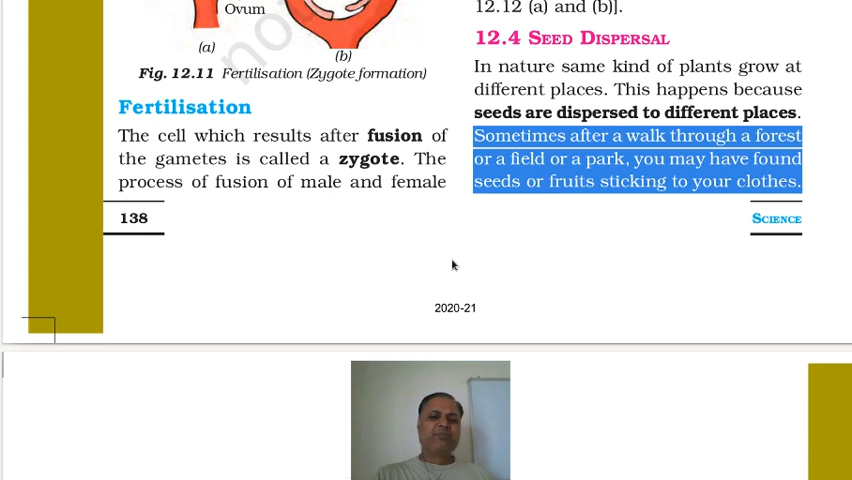 Ovum
(a)
(b)
Fig. 12.11 Fertilisation (Zygote formation)
Fertilisation
The cell which results after fusion of
the gametes is called a zygote. The
process of fusion of male and female
138
12.12 (a) and (b)].
12.4 SEED DISPERSAL
In nature same kind of plants grow at
different places. This happens because
seeds are dispersed to different places.
Sometimes after a walk through a forest
or a field or a park, you may have found
seeds or fruits sticking to your clothes.
SCIENCE
2020-21